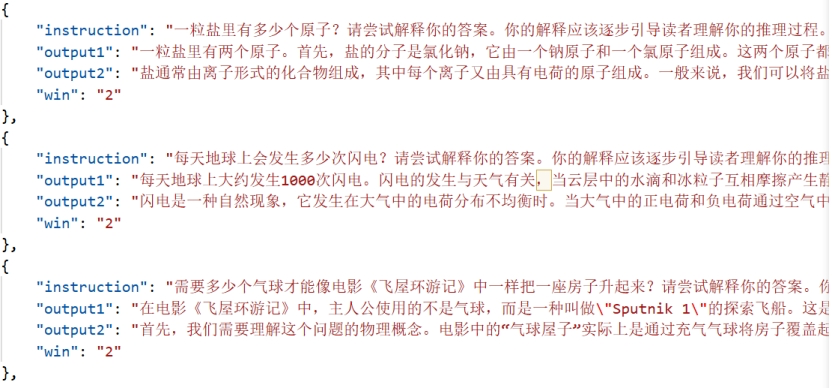 {
"instruction": "一粒盐里有多少个原子？请尝试解释你的答案。你的解释应该逐步引导读者理解你的推理过程。
"output1": "一粒盐里有两个原子。首先，盐的分子是氯化钠，它由一个钠原子和一个氯原子组成。这两个原子都
"output2": "盐通常由离子形式的化合物组成，其中每个离子又由具有电荷的原子组成。一般来说，我们可以将盐
"win": "2"
},
{
"instruction": "每天地球上会发生多少次闪电？请尝试解释你的答案。你的解释应该逐步引导读者理解你的推理
"output1": "每天地球上大约发生1000次闪电。闪电的发生与天气有关，当云层中的水滴和冰粒子互相摩擦产生静
"output2": "闪电是一种自然现象，它发生在大气中的电荷分布不均衡时。当大气中的正电荷和负电荷通过空气中
"win": "2"
},
{
"instruction": "需要多少个气球才能像电影《飞屋环游记》中一样把一座房子升起来？请尝试解释你的答案。你
"output1": "在电影《飞屋环游记》中，主人公使用的不是气球，而是一种叫做\"Sputnik 1\"的探索飞船。这是
"output2": "首先，我们需要理解这个问题的物理概念。电影中的“气球屋子”实际上是通过充气气球将房子覆盖起
"win": "2"
},